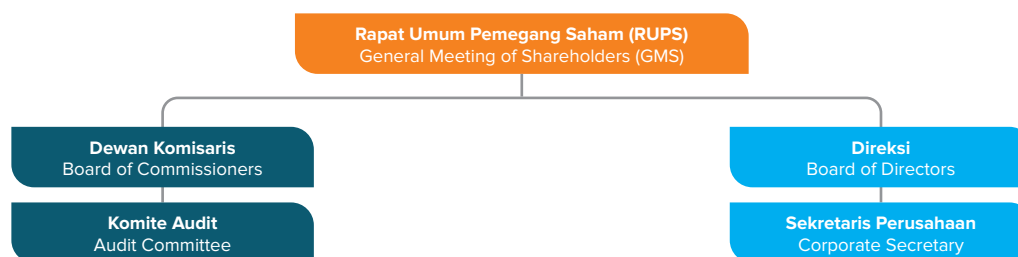 Rapat Umum Pemegang Saham (RUPS)
General Meeting of Shareholders (GMS)
Dewan Komisaris
Board of Commissioners
Direksi
Board of Directors
Komite Audit
Audit Committee
Sekretaris Perusahaan
Corporate Secretary